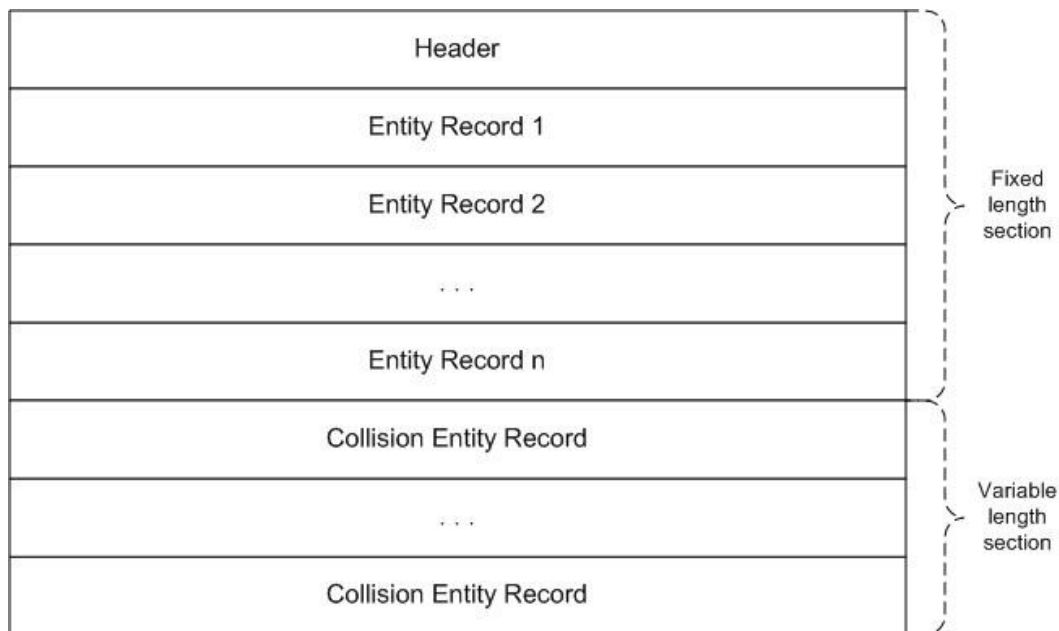 Header
Entity Record 1
Entity Record 2
. . .
Entity Record n
Collision Entity Record
. . .
Collision Entity Record
Fixed
length
section
Variable
length
section